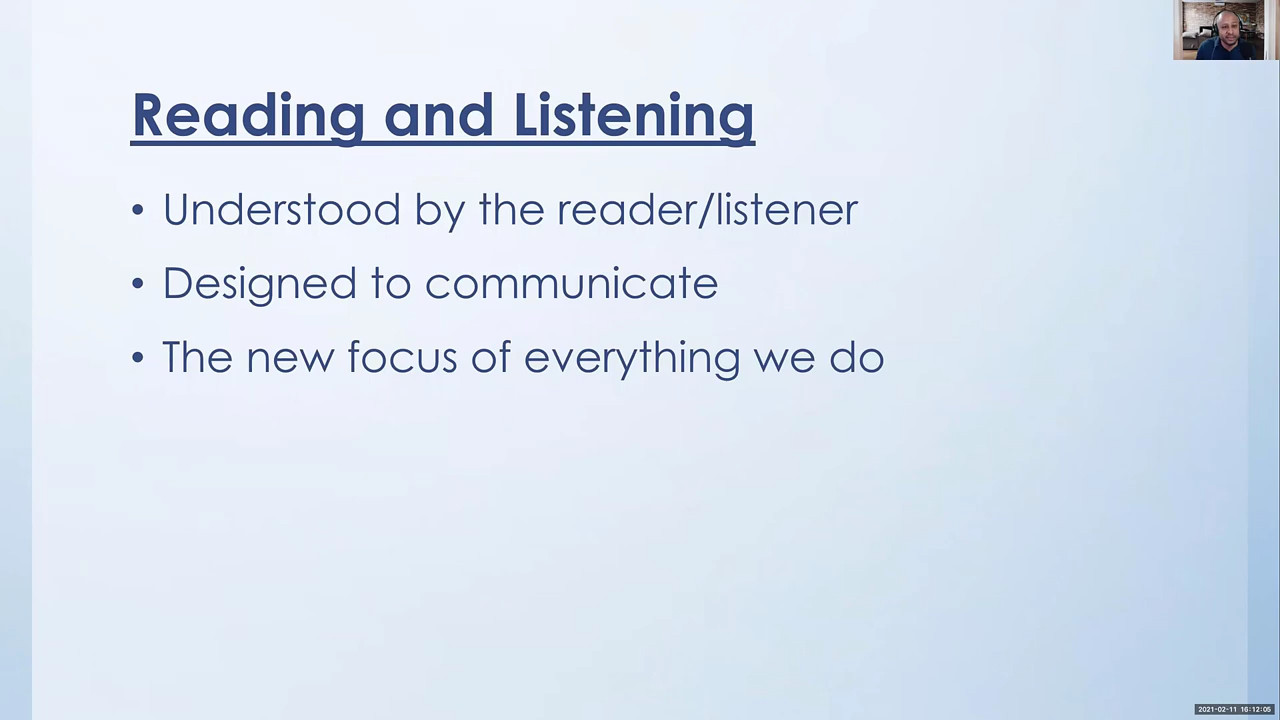 Reading and Listening
• Understood by the reader/listener
• Designed to communicate
• The new focus of everything we do
2021-02-11 16:12:05